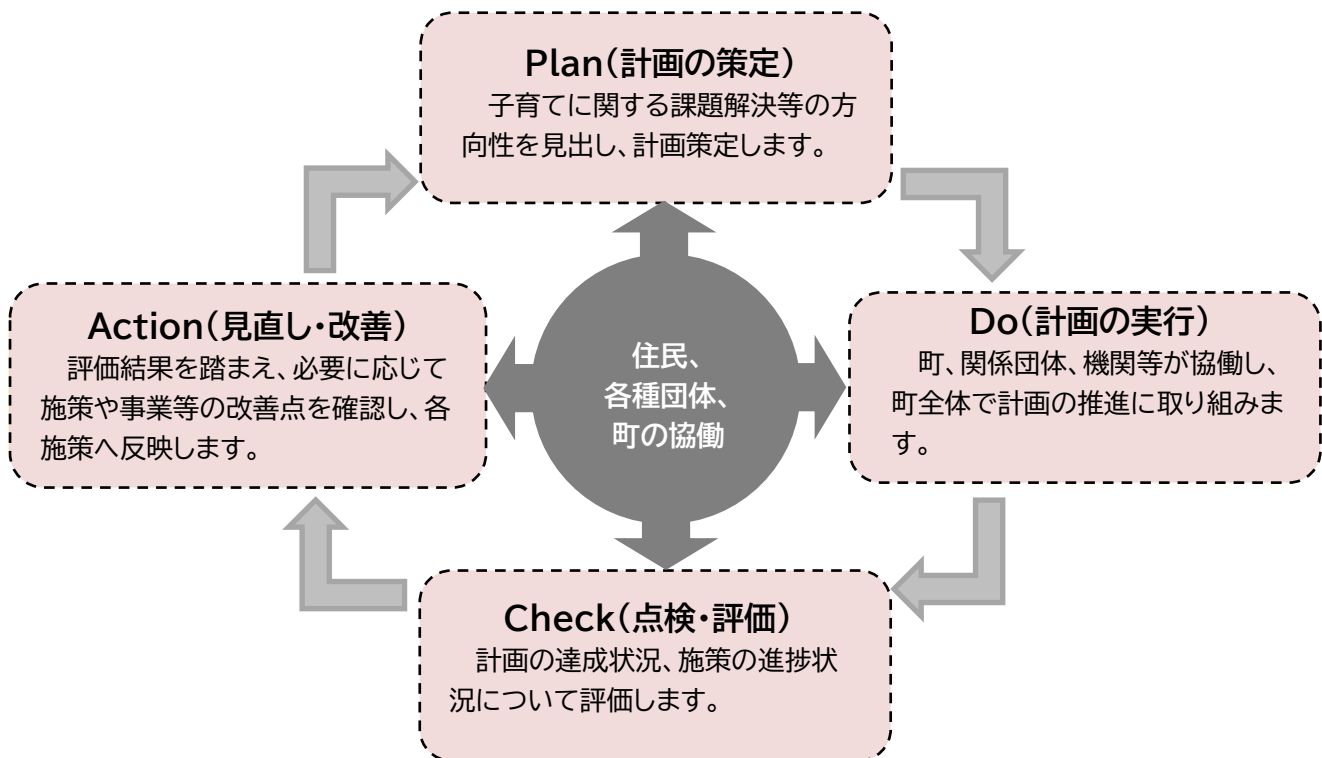 Plan(計画の策定)
子育てに関する課題解決等の方
向性を見出し、計画策定します。
Action(見直し・改善)
評価結果を踏まえ、必要に応じて
施策や事業等の改善点を確認し、各
施策へ反映します。
住民、
各種団体、
町の協働
Do(計画の実行)
町、関係団体、機関等が協働し、
町全体で計画の推進に取り組みま
す。
Check(点検・評価)
計画の達成状況、施策の進捗状
況について評価します。